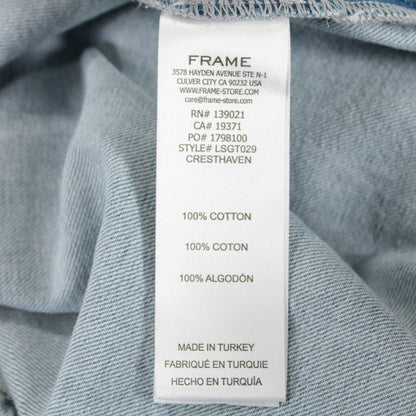 FRAME
3578 HAYDEN AVENUE STE N-1
CULVER CITY CA 90232 USA
WWW.FRAME-STORE.COM
care@frame-store.com
RN# 139021
CA# 19371
PO# 1798100
STYLE# LSGT029
CRESTHAVEN
100% COTTON
100% COTON
100% ALGODÓN
MADE IN TURKEY
FABRIQUÉ EN TURQUIE
HECHO EN TURQUÍA